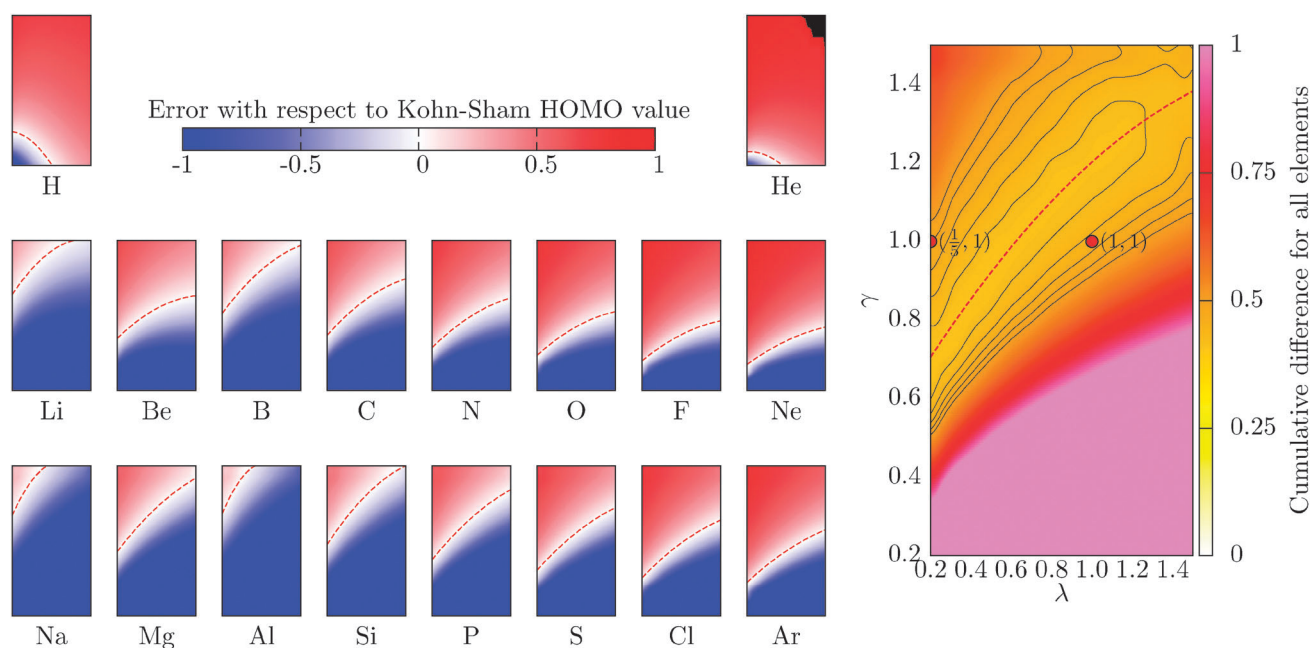 H
Error with respect to Kohn-Sham HOMO value
-1 -0.5 0 0.5 1
He
Li Be B C N O F Ne
Na Mg Al Si P S Cl Ar
γ
1.4
1.2
1.0
0.8
0.6
0.4
0.2
(1/5, 1)
(1, 1)
0.2 0.4 0.6 0.8 1.0 1.2 1.4
λ
1
0.75
0.5
0.25
0
Cumulative difference for all elements